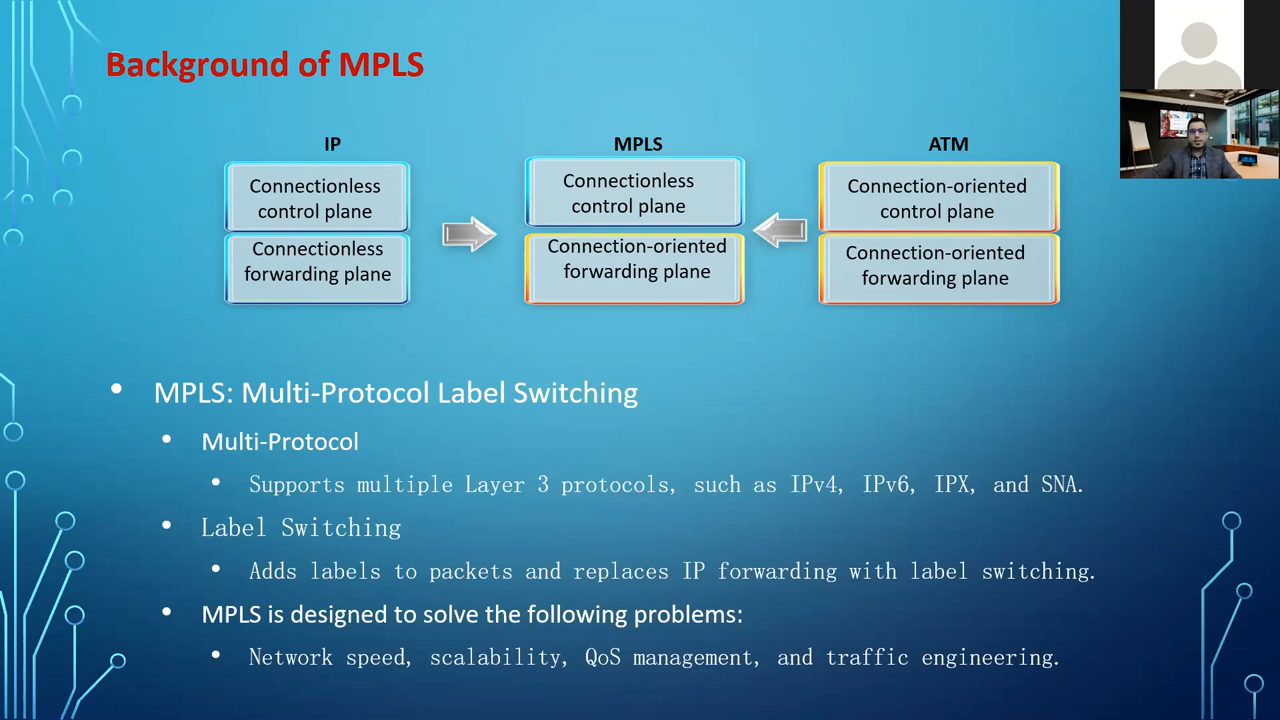 Background of MPLS
IP
MPLS
ATM
Connectionless
control plane
Connectionless
forwarding plane
Connectionless
control plane
Connection-oriented
forwarding plane
Connection-oriented
control plane
Connection-oriented
forwarding plane
• MPLS: Multi-Protocol Label Switching
• Multi-Protocol
• Supports multiple Layer 3 protocols, such as IPv4, IPv6, IPX, and SNA.
• Label Switching
• Adds labels to packets and replaces IP forwarding with label switching.
• MPLS is designed to solve the following problems:
• Network speed, scalability, QoS management, and traffic engineering.